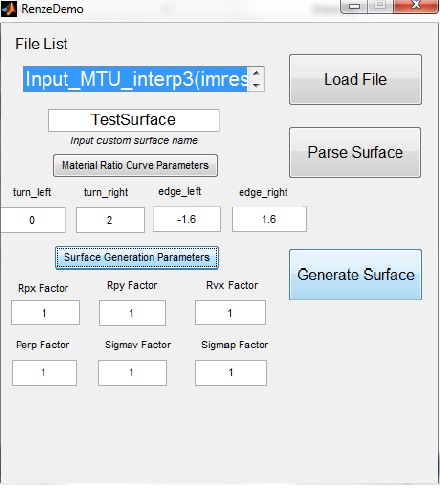 RenzeDemo
File List
Input_MTU_interp3(imres
Load File
TestSurface
Input custom surface name
Parse Surface
Material Ratio Curve Parameters
turn_left turn_right edge_left edge_right
0 2 -1.6 1.6
Surface Generation Parameters
Generate Surface
Rpx Factor Rpy Factor Rvx Factor
1 1 1
Perp Factor Sigmav Factor Sigmap Factor
1 1 1